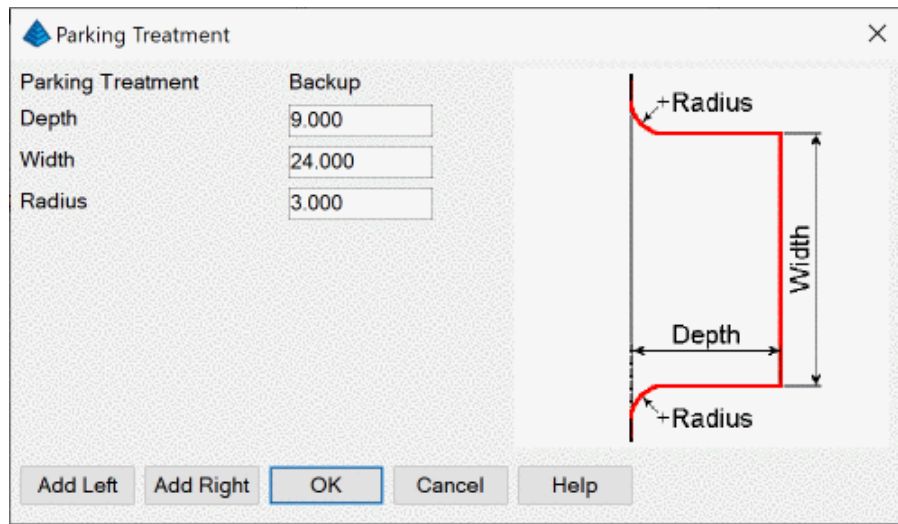 Parking Treatment
Parking Treatment Backup
Depth 9.000
Width 24.000
Radius 3.000
+Radius
Width
Depth
+Radius
Add Left Add Right OK Cancel Help